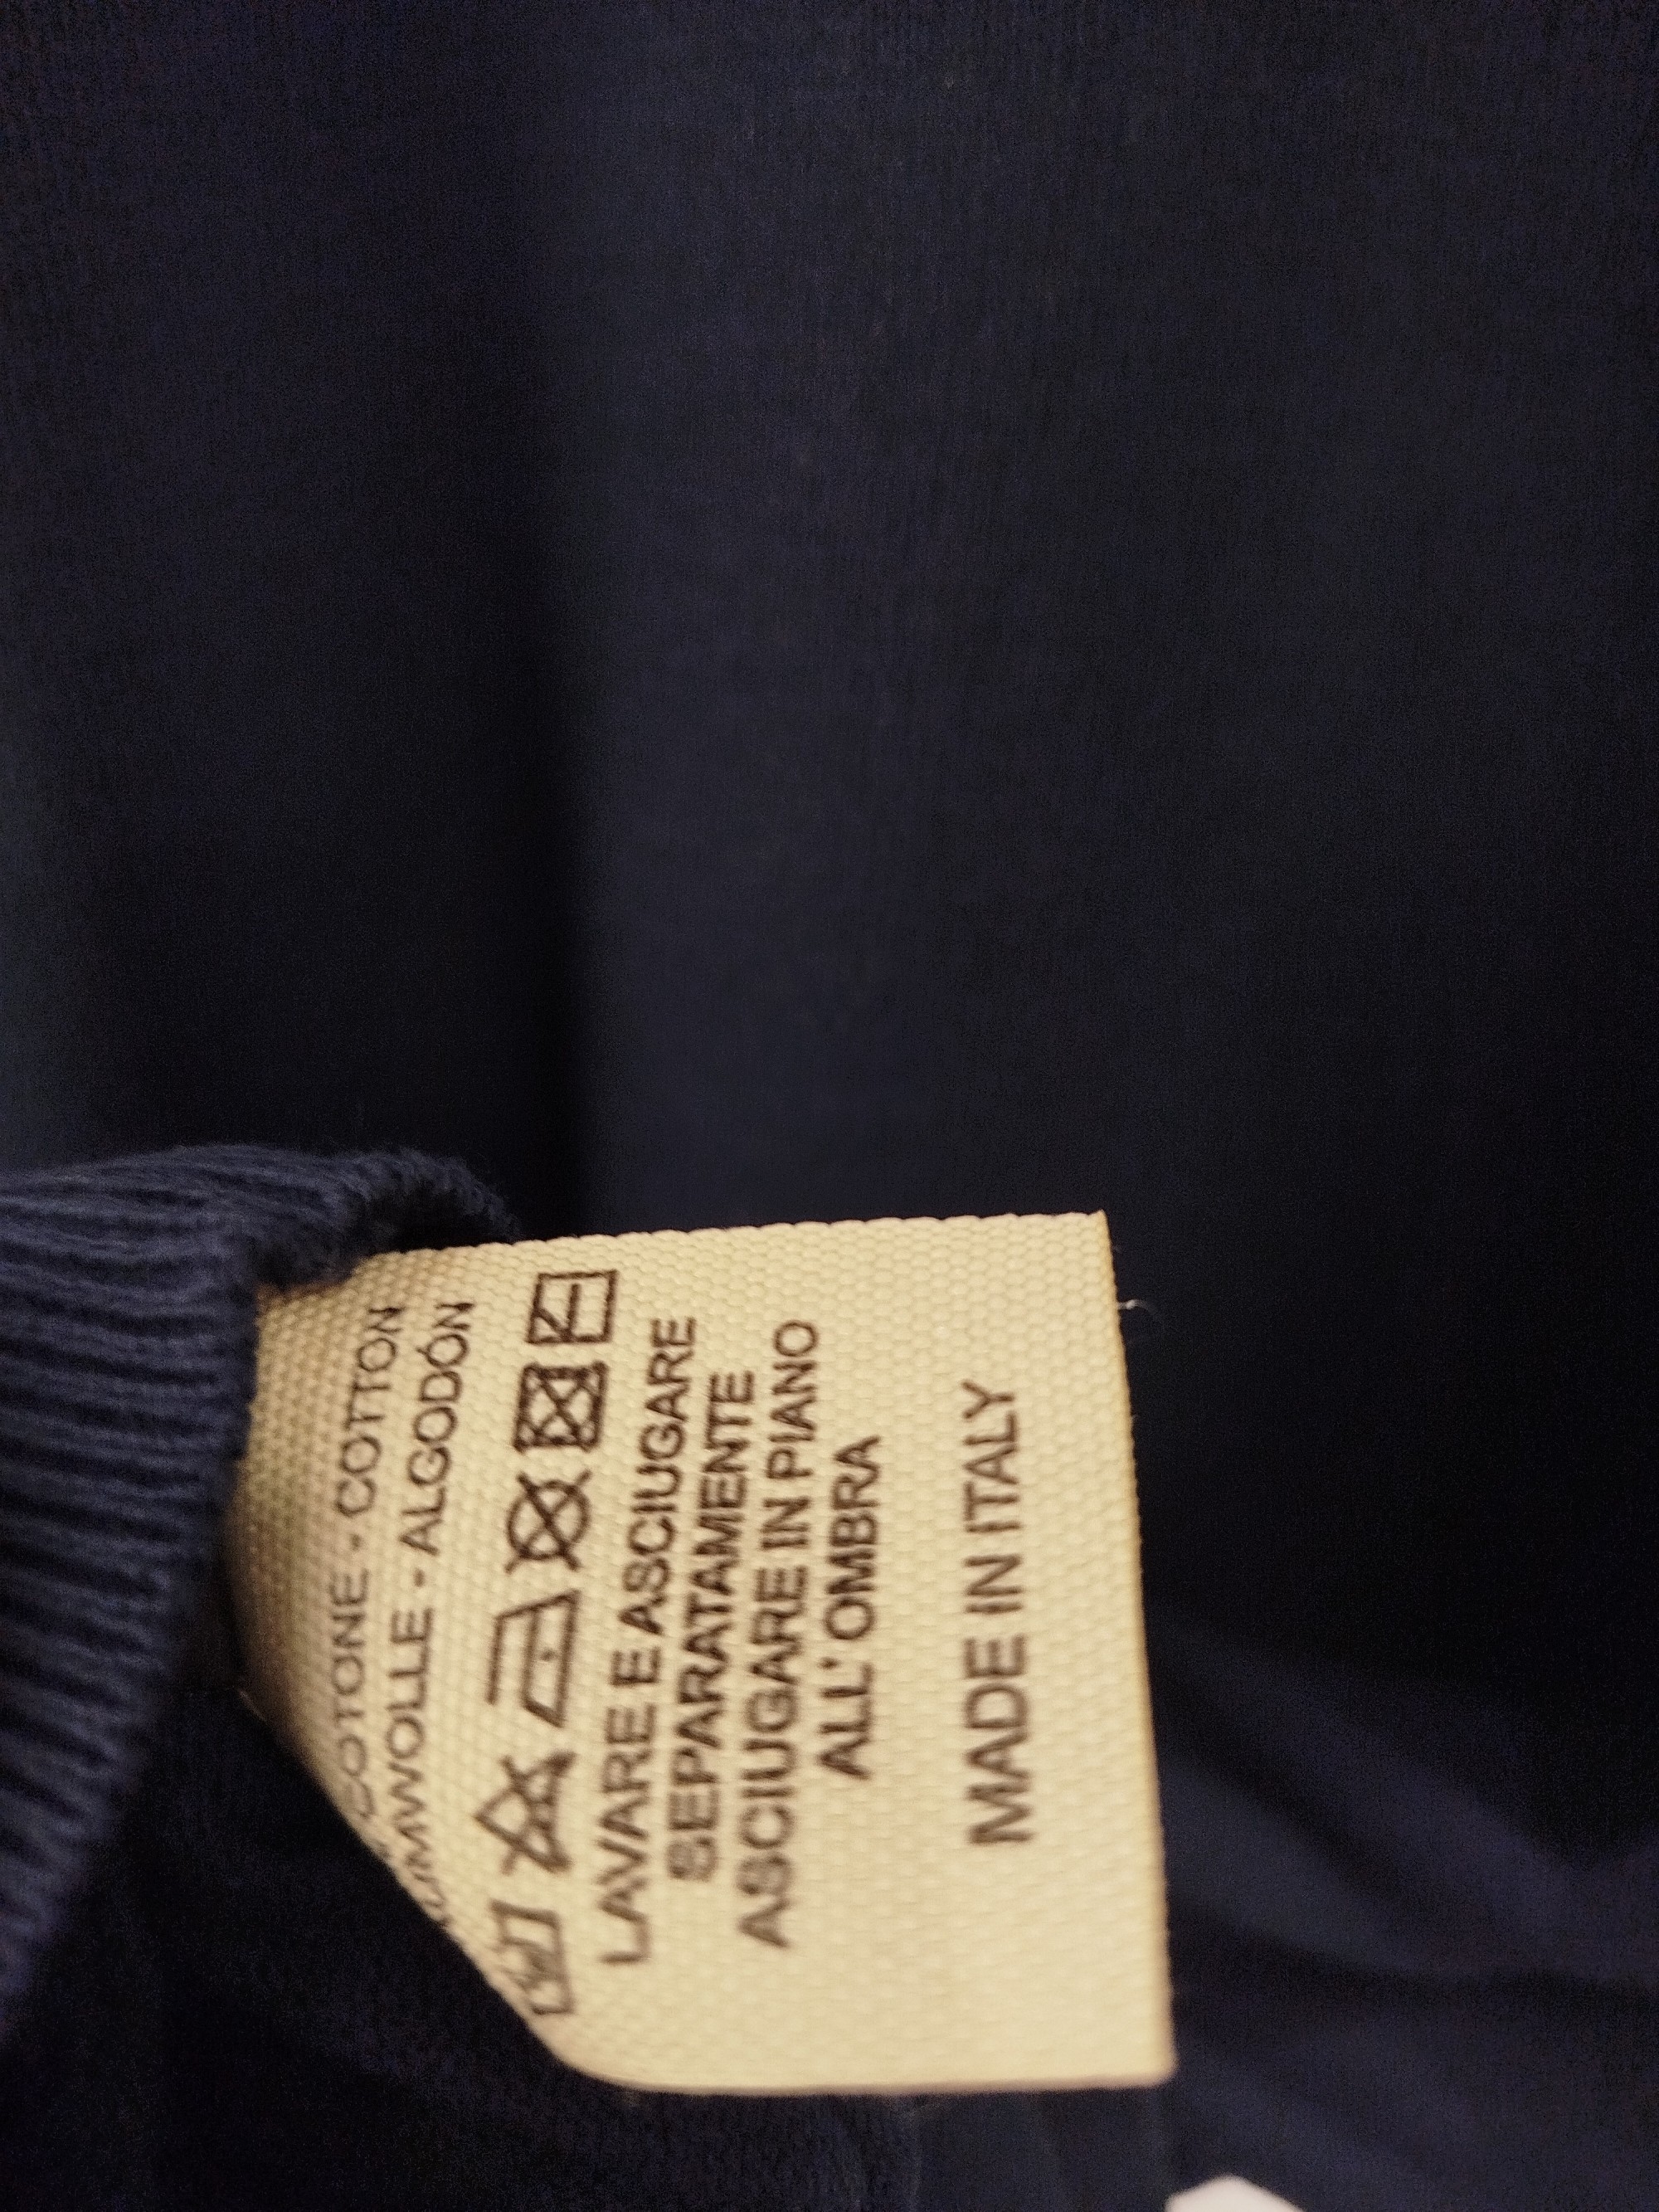 COTONE - COTTON
BAUMWOLLE - ALGODÓN
LAVARE E ASCIUGARE
SEPARATAMENTE
ASCIUGARE IN PIANO
ALL' OMBRA
MADE IN ITALY